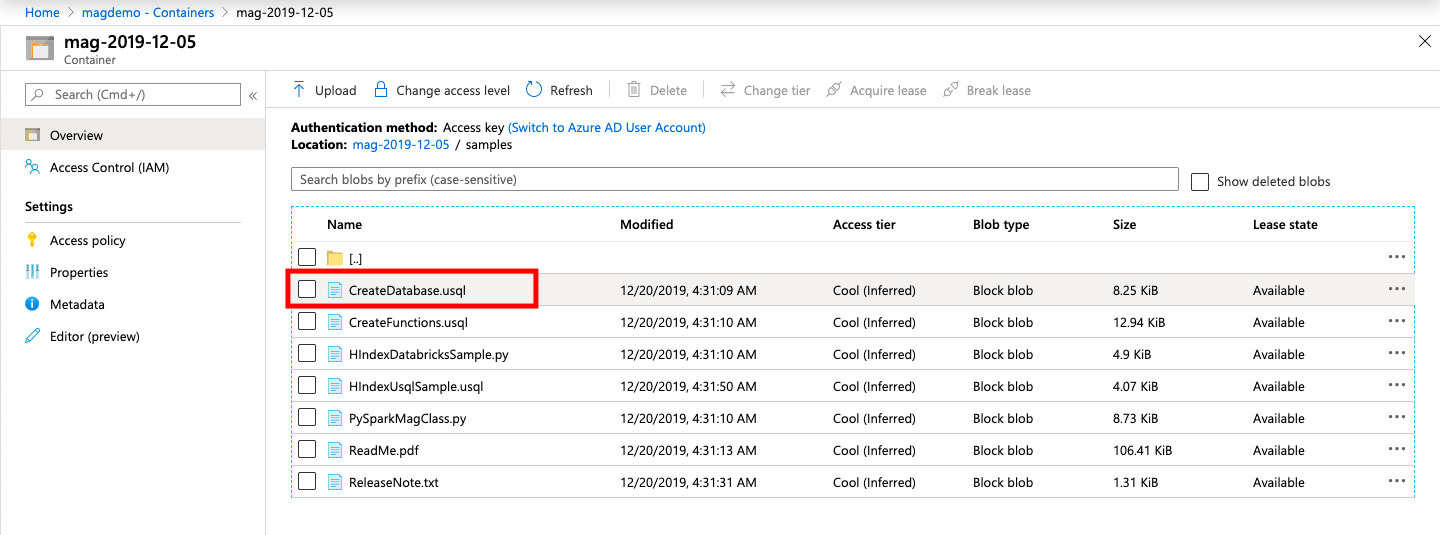 Home > magdemo - Containers > mag-2019-12-05
mag-2019-12-05
Container
Search (Cmd+/) «
Overview
Access Control (IAM)
Settings
Access policy
Properties
Metadata
Editor (preview)
Upload Change access level Refresh Delete Change tier Acquire lease Break lease
Authentication method: Access key (Switch to Azure AD User Account)
Location: mag-2019-12-05 / samples
Search blobs by prefix (case-sensitive) Show deleted blobs
Name Modified Access tier Blob type Size Lease state
[..] ...
CreateDatabase.usql 12/20/2019, 4:31:09 AM Cool (Inferred) Block blob 8.25 KiB Available ...
CreateFunctions.usql 12/20/2019, 4:31:10 AM Cool (Inferred) Block blob 12.94 KiB Available ...
HIndexDatabricksSample.py 12/20/2019, 4:31:10 AM Cool (Inferred) Block blob 4.9 KiB Available ...
HIndexUsqlSample.usql 12/20/2019, 4:31:50 AM Cool (Inferred) Block blob 4.07 KiB Available ...
PySparkMagClass.py 12/20/2019, 4:31:10 AM Cool (Inferred) Block blob 8.73 KiB Available ...
ReadMe.pdf 12/20/2019, 4:31:13 AM Cool (Inferred) Block blob 106.41 KiB Available ...
ReleaseNote.txt 12/20/2019, 4:31:31 AM Cool (Inferred) Block blob 1.31 KiB Available ...